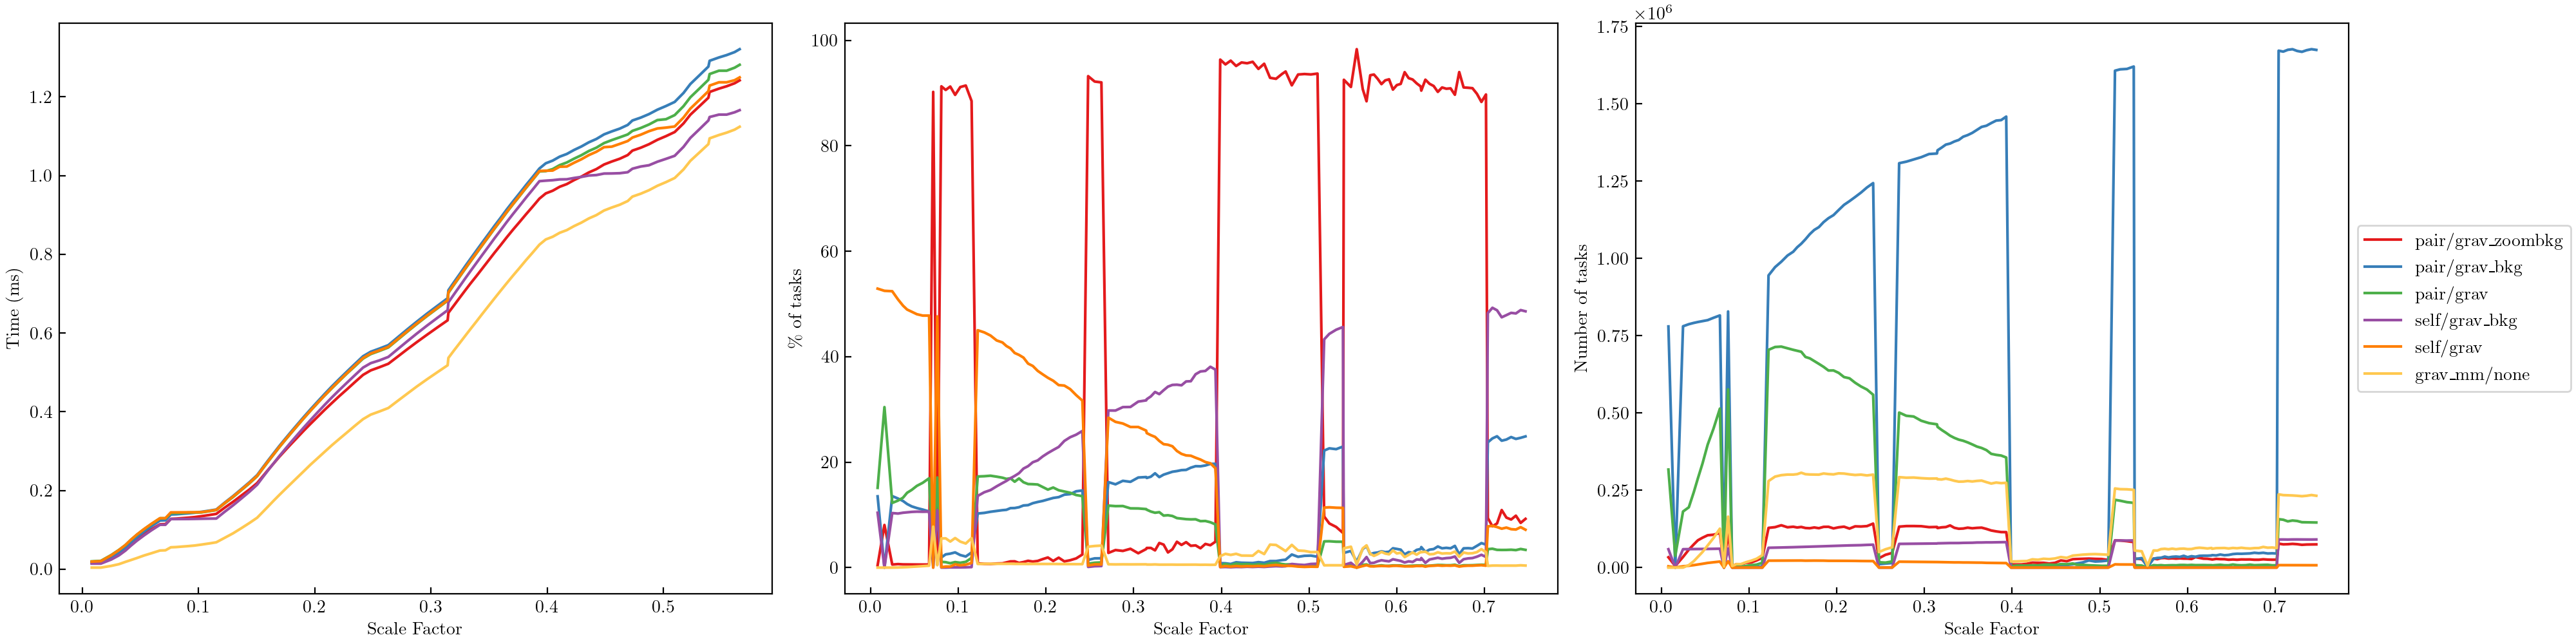 Time (ms)
1.2
1.0
0.8
0.6
0.4
0.2
0.0
0.0 0.1 0.2 0.3 0.4 0.5
Scale Factor
% of tasks
100
80
60
40
20
0
0.0 0.1 0.2 0.3 0.4 0.5 0.6 0.7
Scale Factor
×10⁶
Number of tasks
1.75
1.50
1.25
1.00
0.75
0.50
0.25
0.00
0.0 0.1 0.2 0.3 0.4 0.5 0.6 0.7
Scale Factor
pair/grav_zoombkg
pair/grav_bkg
pair/grav
self/grav_bkg
self/grav
grav_mm/none